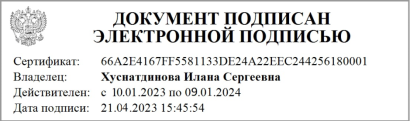 ДОКУМЕНТ ПОДПИСАН
ЭЛЕКТРОННОЙ ПОДПИСЬЮ
Сертификат: 66A2E4167FF5581133DE24A22EEC244256180001
Владелец: Хуснатдинова Илана Сергеевна
Действителен: с 10.01.2023 по 09.01.2024
Дата подписи: 21.04.2023 15:45:54